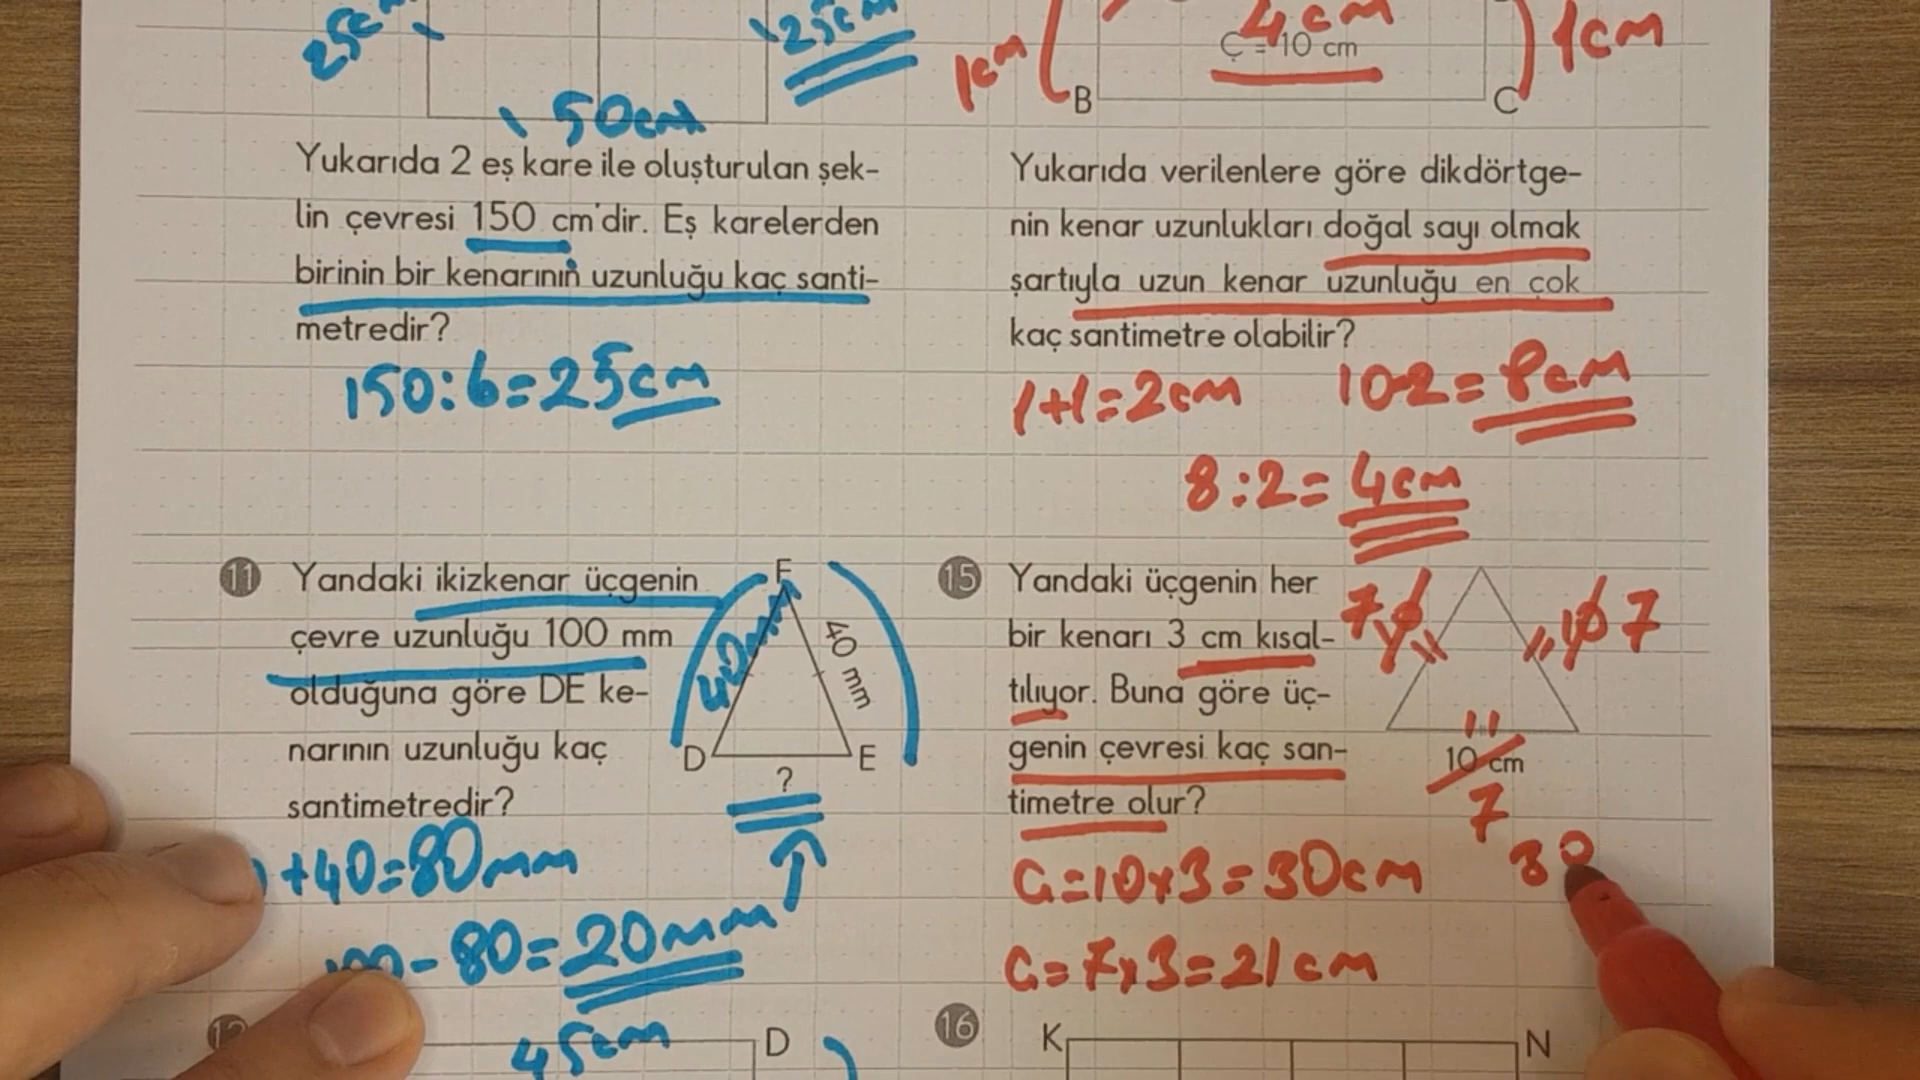 25cm
25cm
50cm
Yukarıda 2 eş kare ile oluşturulan şek-
lin çevresi 150 cm'dir. Eş karelerden
birinin bir kenarının uzunluğu kaç santi-
metredir?
150:6=25cm
4cm
Ç = 10 cm
1cm
1cm
B
C
Yukarıda verilenlere göre dikdörtge-
nin kenar uzunlukları doğal sayı olmak
şartıyla uzun kenar uzunluğu en çok
kaç santimetre olabilir?
1+1=2cm
10-2=8cm
8:2=4cm
11 Yandaki ikizkenar üçgenin
çevre uzunluğu 100 mm
olduğuna göre DE ke-
narının uzunluğu kaç
santimetredir?
F
40mm
40 mm
D
E
?
+40=80mm
- 80=20mm
45cm
D
15 Yandaki üçgenin her
bir kenarı 3 cm kısal-
tılıyor. Buna göre üç-
genin çevresi kaç san-
timetre olur?
7
7
10 cm
7
Ç=10x3=30cm
30
Ç=7x3=21cm
16
K
N